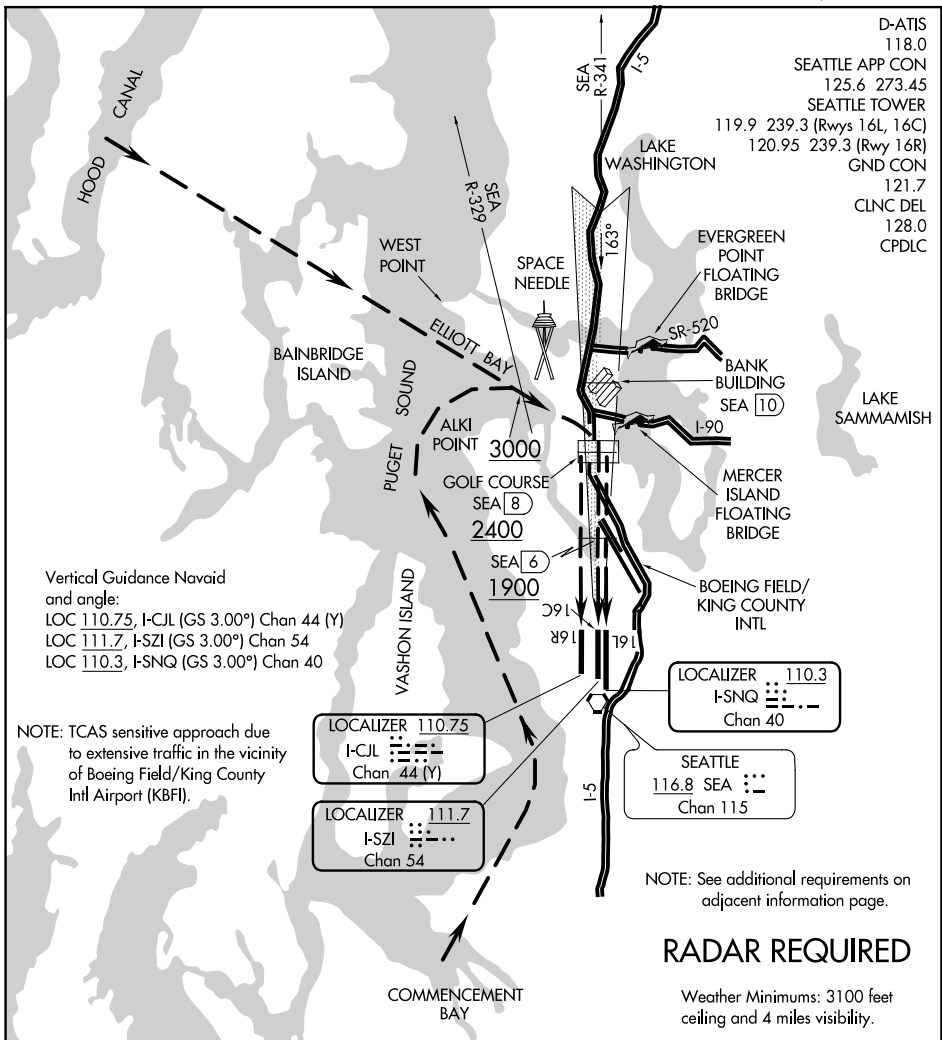 D-ATIS
118.0
SEATTLE APP CON
125.6 273.45
SEATTLE TOWER
119.9 239.3 (Rwys 16L, 16C)
120.95 239.3 (Rwy 16R)
GND CON
121.7
CLNC DEL
128.0
CPDLC
HOOD CANAL
SEA
R-341
I-5
LAKE
WASHINGTON
SEA
R-329
163°
WEST
POINT
SPACE
NEEDLE
EVERGREEN
POINT
FLOATING
BRIDGE
SR-520
ELLIOTT BAY
BAINBRIDGE
ISLAND
BANK
BUILDING
SEA 10
LAKE
SAMMAMISH
PUGET SOUND
ALKI
POINT
3000
I-90
GOLF COURSE
SEA 8
2400
MERCER
ISLAND
FLOATING
BRIDGE
SEA 6
1900
BOEING FIELD/
KING COUNTY
INTL
16C
16R
16L
Vertical Guidance Navaid
and angle:
LOC 110.75, I-CJL (GS 3.00°) Chan 44 (Y)
LOC 111.7, I-SZI (GS 3.00°) Chan 54
LOC 110.3, I-SNQ (GS 3.00°) Chan 40
VASHON ISLAND
LOCALIZER 110.3
I-SNQ
Chan 40
NOTE: TCAS sensitive approach due
to extensive traffic in the vicinity
of Boeing Field/King County
Intl Airport (KBFI).
LOCALIZER 110.75
I-CJL
Chan 44 (Y)
SEATTLE
116.8 SEA
Chan 115
I-5
LOCALIZER 111.7
I-SZI
Chan 54
NOTE: See additional requirements on
adjacent information page.
RADAR REQUIRED
COMMENCEMENT
BAY
Weather Minimums: 3100 feet
ceiling and 4 miles visibility.